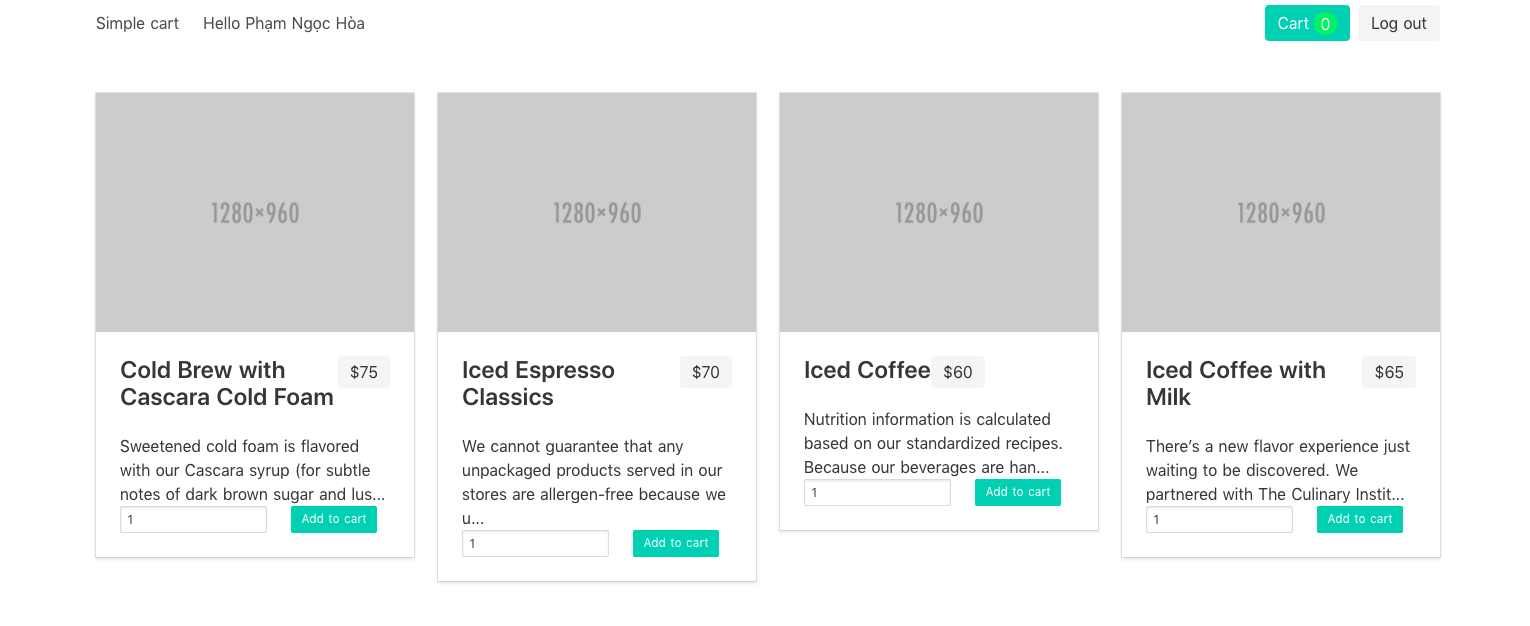 Simple cart Hello Phạm Ngọc Hòa Cart 0 Log out
1280×960
Cold Brew with $75
Cascara Cold Foam
Sweetened cold foam is flavored
with our Cascara syrup (for subtle
notes of dark brown sugar and lus...
1 Add to cart
1280×960
Iced Espresso $70
Classics
We cannot guarantee that any
unpackaged products served in our
stores are allergen-free because we
u...
1 Add to cart
1280×960
Iced Coffee $60
Nutrition information is calculated
based on our standardized recipes.
Because our beverages are han...
1 Add to cart
1280×960
Iced Coffee with $65
Milk
There’s a new flavor experience just
waiting to be discovered. We
partnered with The Culinary Instit...
1 Add to cart